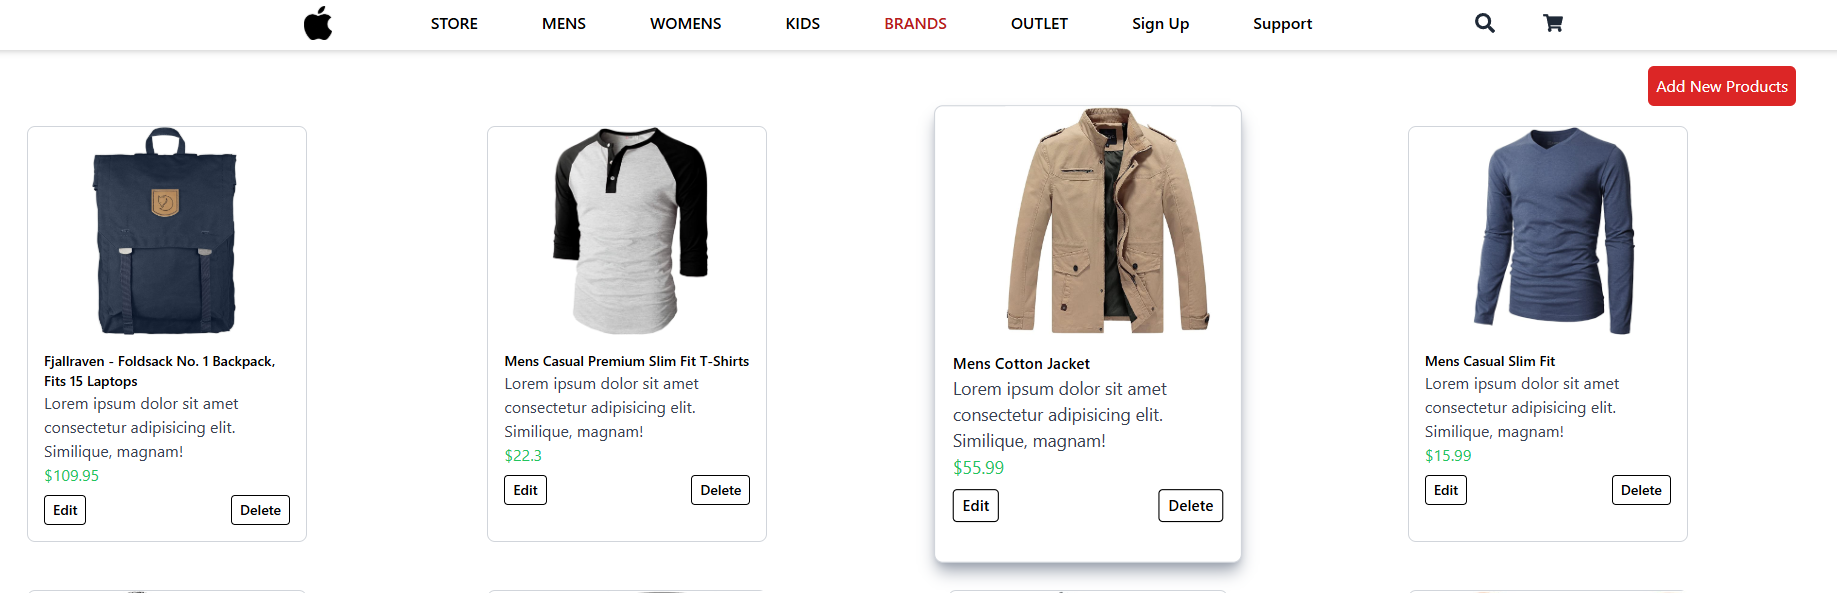 STORE MENS WOMENS KIDS BRANDS OUTLET Sign Up Support
Add New Products
Fjallraven - Foldsack No. 1 Backpack,
Fits 15 Laptops
Lorem ipsum dolor sit amet
consectetur adipisicing elit.
Similique, magnam!
$109.95
Edit Delete
Mens Casual Premium Slim Fit T-Shirts
Lorem ipsum dolor sit amet
consectetur adipisicing elit.
Similique, magnam!
$22.3
Edit Delete
Mens Cotton Jacket
Lorem ipsum dolor sit amet
consectetur adipisicing elit.
Similique, magnam!
$55.99
Edit Delete
Mens Casual Slim Fit
Lorem ipsum dolor sit amet
consectetur adipisicing elit.
Similique, magnam!
$15.99
Edit Delete